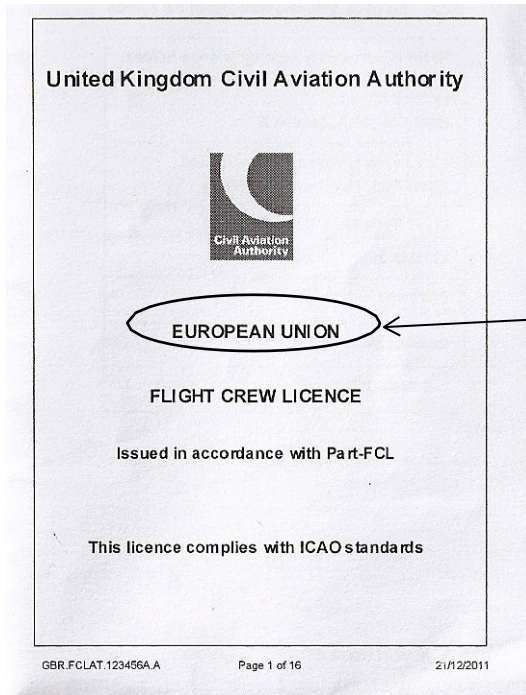 United Kingdom Civil Aviation Authority
Civil Aviation
Authority
EUROPEAN UNION
FLIGHT CREW LICENCE
Issued in accordance with Part-FCL
This licence complies with ICAO standards
GBR.FCLAT.123456A.A Page 1 of 16 21/12/2011